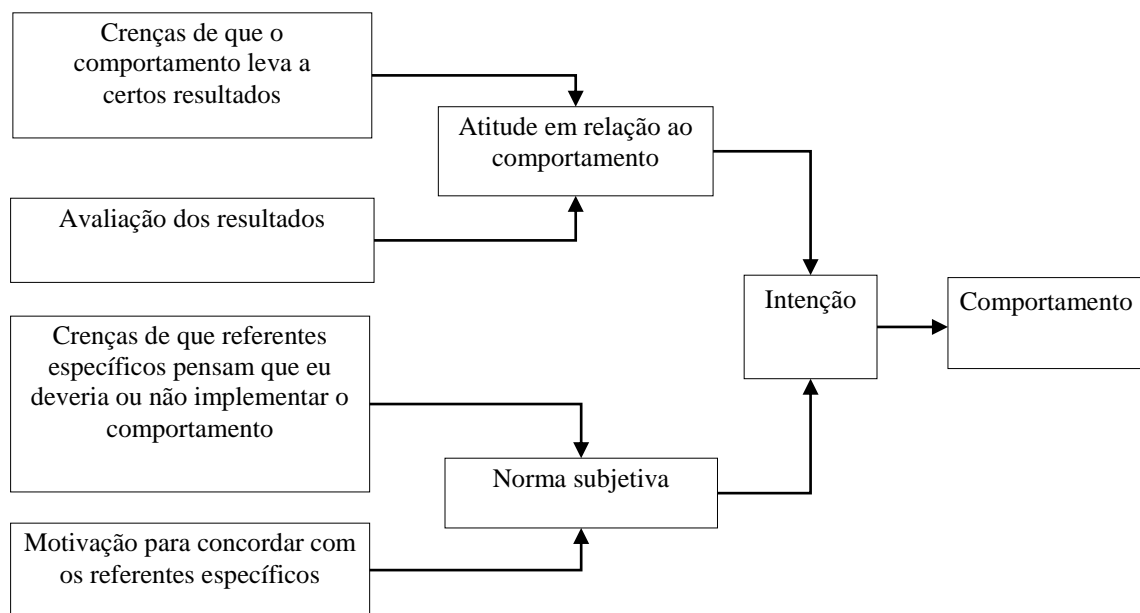 Crenças de que o
comportamento leva a
certos resultados
Atitude em relação ao
comportamento
Avaliação dos resultados
Intenção
Comportamento
Crenças de que referentes
específicos pensam que eu
deveria ou não implementar o
comportamento
Norma subjetiva
Motivação para concordar com
os referentes específicos